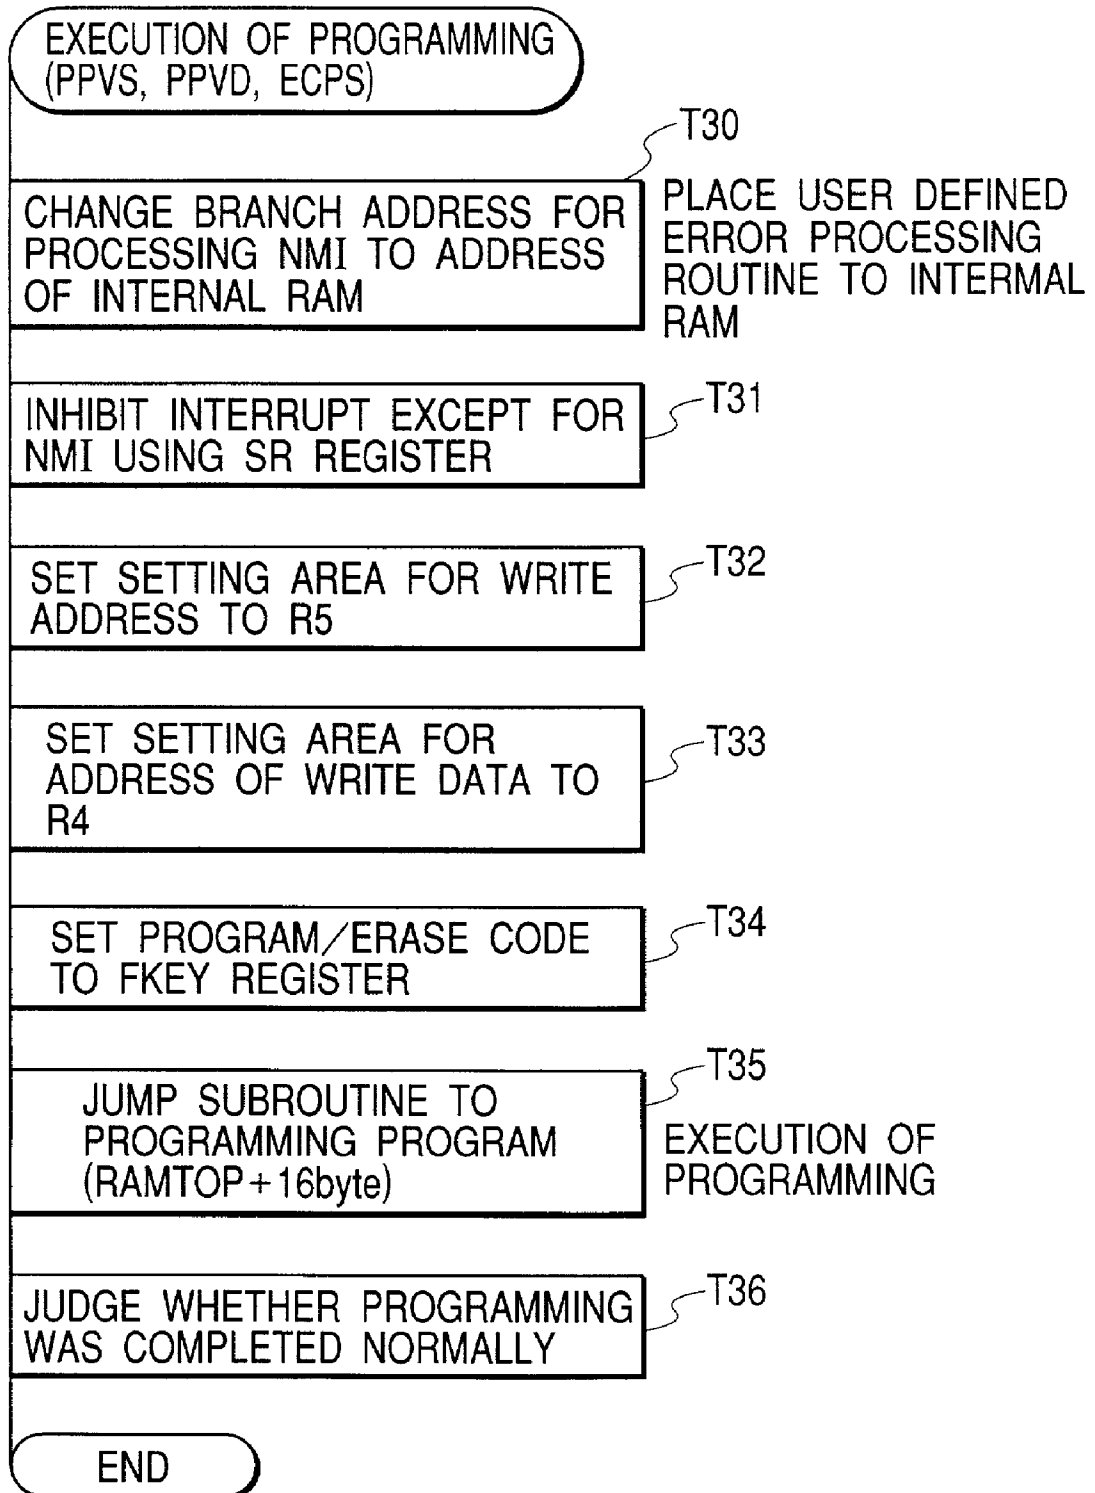 EXECUTION OF PROGRAMMING
(PPVS, PPVD, ECPS)
T30
CHANGE BRANCH ADDRESS FOR
PROCESSING NMI TO ADDRESS
OF INTERNAL RAM
PLACE USER DEFINED
ERROR PROCESSING
ROUTINE TO INTERMAL
RAM
T31
INHIBIT INTERRUPT EXCEPT FOR
NMI USING SR REGISTER
T32
SET SETTING AREA FOR WRITE
ADDRESS TO R5
T33
SET SETTING AREA FOR
ADDRESS OF WRITE DATA TO
R4
T34
SET PROGRAM/ERASE CODE
TO FKEY REGISTER
T35
JUMP SUBROUTINE TO
PROGRAMMING PROGRAM
(RAMTOP+16byte)
EXECUTION OF
PROGRAMMING
T36
JUDGE WHETHER PROGRAMMING
WAS COMPLETED NORMALLY
END